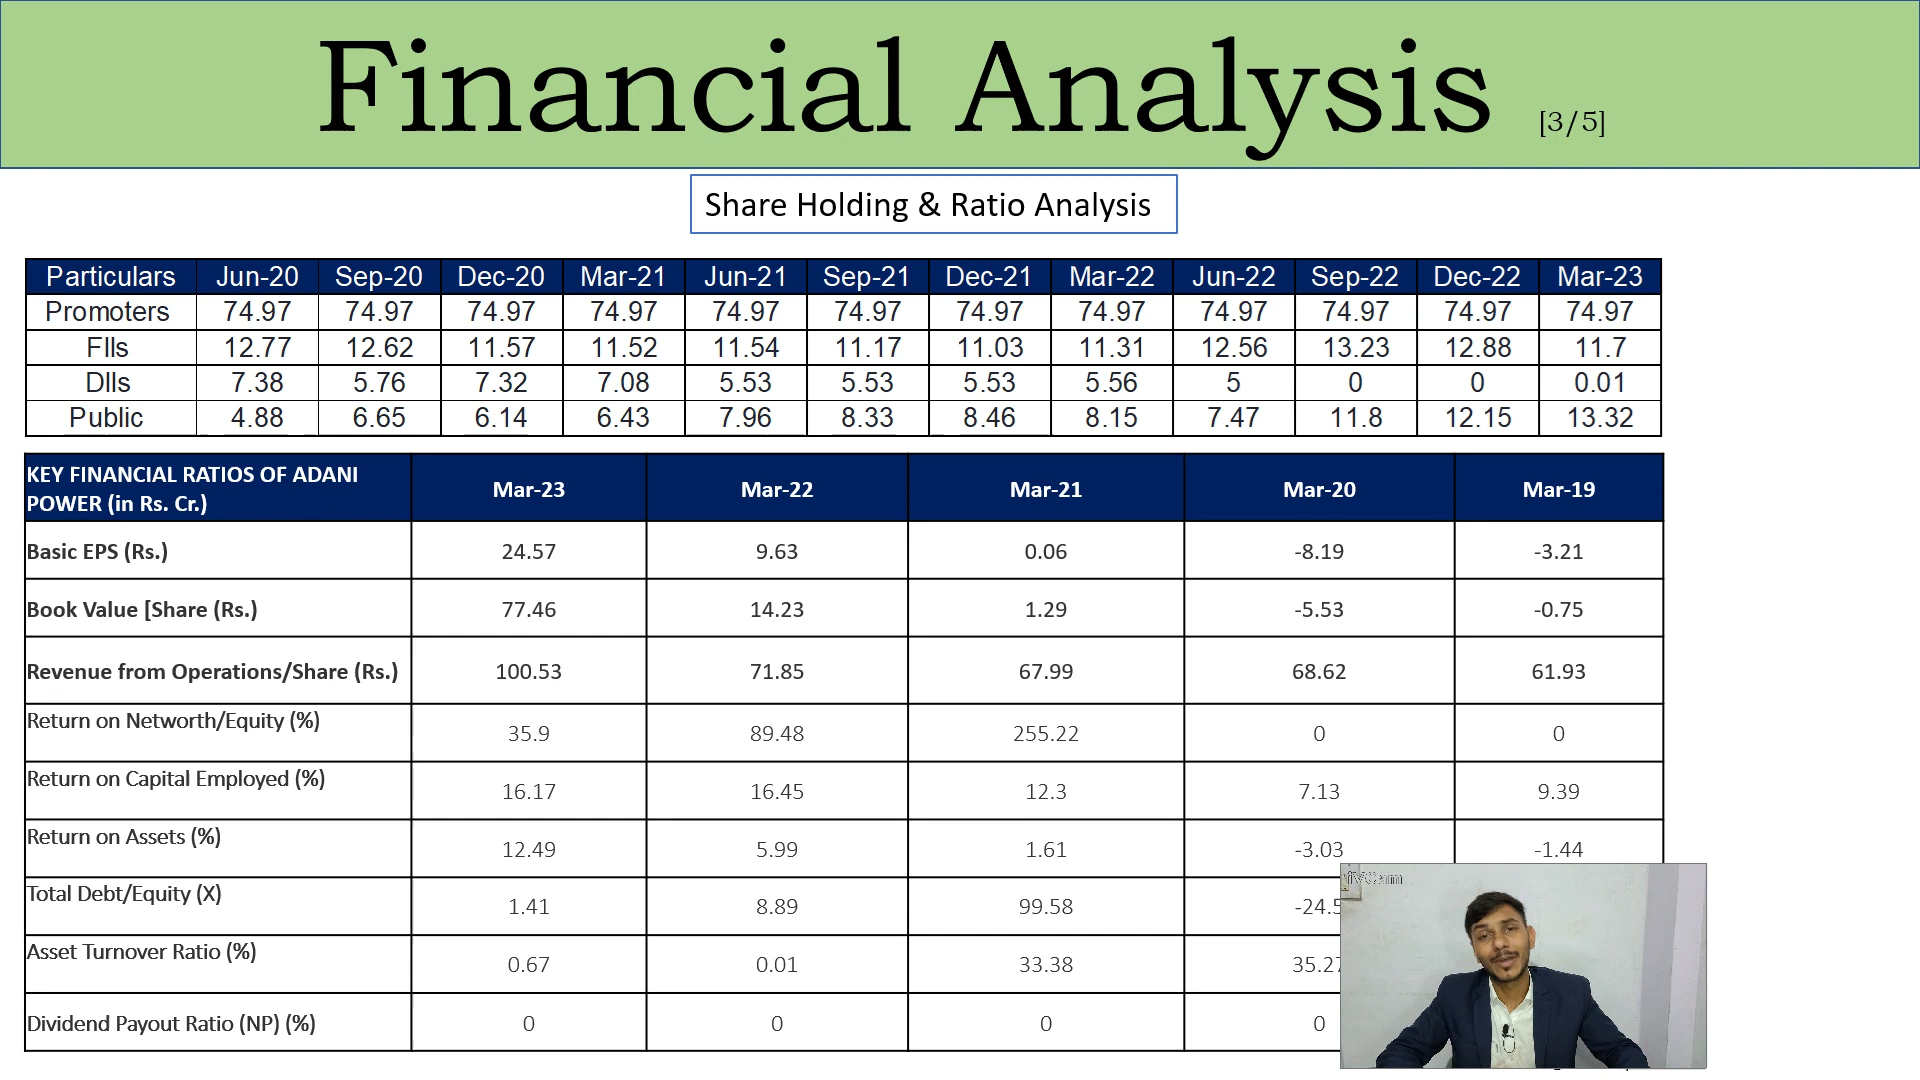 Financial Analysis [3/5]
Share Holding & Ratio Analysis
Particulars Jun-20 Sep-20 Dec-20 Mar-21 Jun-21 Sep-21 Dec-21 Mar-22 Jun-22 Sep-22 Dec-22 Mar-23
Promoters 74.97 74.97 74.97 74.97 74.97 74.97 74.97 74.97 74.97 74.97 74.97 74.97
FIIs 12.77 12.62 11.57 11.52 11.54 11.17 11.03 11.31 12.56 13.23 12.88 11.7
DIIs 7.38 5.76 7.32 7.08 5.53 5.53 5.53 5.56 5 0 0 0.01
Public 4.88 6.65 6.14 6.43 7.96 8.33 8.46 8.15 7.47 11.8 12.15 13.32
KEY FINANCIAL RATIOS OF ADANI
POWER (in Rs. Cr.) Mar-23 Mar-22 Mar-21 Mar-20 Mar-19
Basic EPS (Rs.) 24.57 9.63 0.06 -8.19 -3.21
Book Value [Share (Rs.) 77.46 14.23 1.29 -5.53 -0.75
Revenue from Operations/Share (Rs.) 100.53 71.85 67.99 68.62 61.93
Return on Networth/Equity (%) 35.9 89.48 255.22 0 0
Return on Capital Employed (%) 16.17 16.45 12.3 7.13 9.39
Return on Assets (%) 12.49 5.99 1.61 -3.03 -1.44
Total Debt/Equity (X) 1.41 8.89 99.58 -24.5
Asset Turnover Ratio (%) 0.67 0.01 33.38 35.27
Dividend Payout Ratio (NP) (%) 0 0 0 0